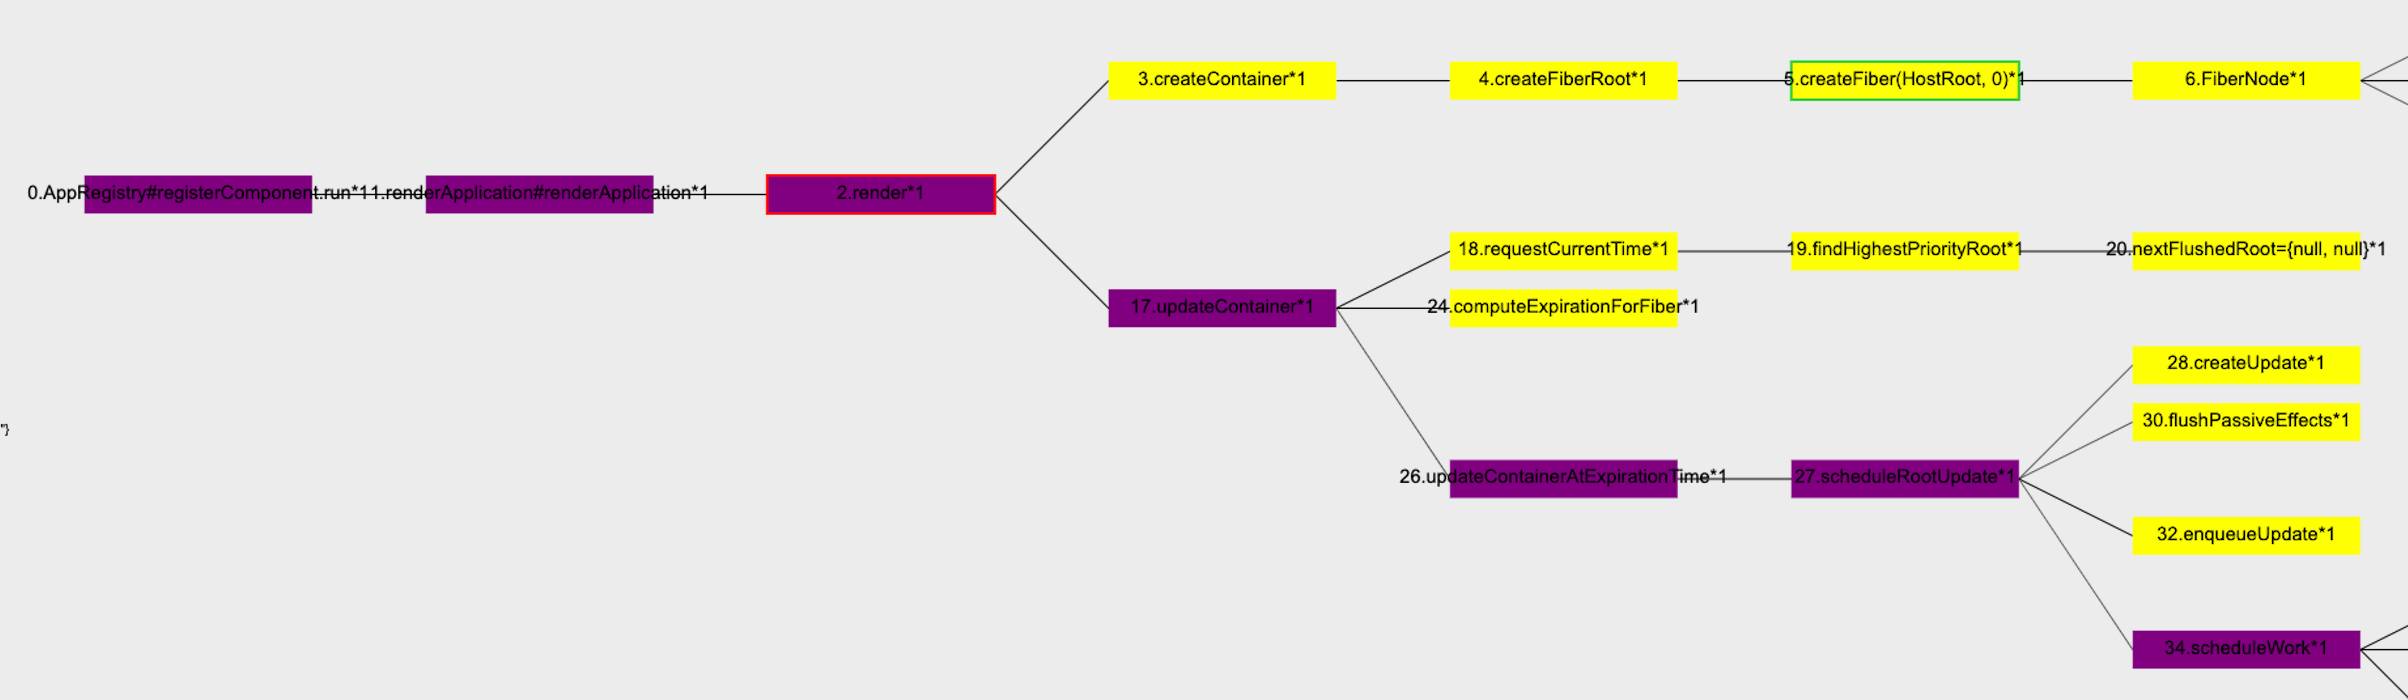 3.createContainer*1
4.createFiberRoot*1
5.createFiber(HostRoot, 0)*1
6.FiberNode*1
0.AppRegistry#registerComponent.run*1
1.renderApplication#renderApplication*1
2.render*1
18.requestCurrentTime*1
19.findHighestPriorityRoot*1
20.nextFlushedRoot={null, null}*1
17.updateContainer*1
24.computeExpirationForFiber*1
28.createUpdate*1
30.flushPassiveEffects*1
"}
26.updateContainerAtExpirationTime*1
27.scheduleRootUpdate*1
32.enqueueUpdate*1
34.scheduleWork*1